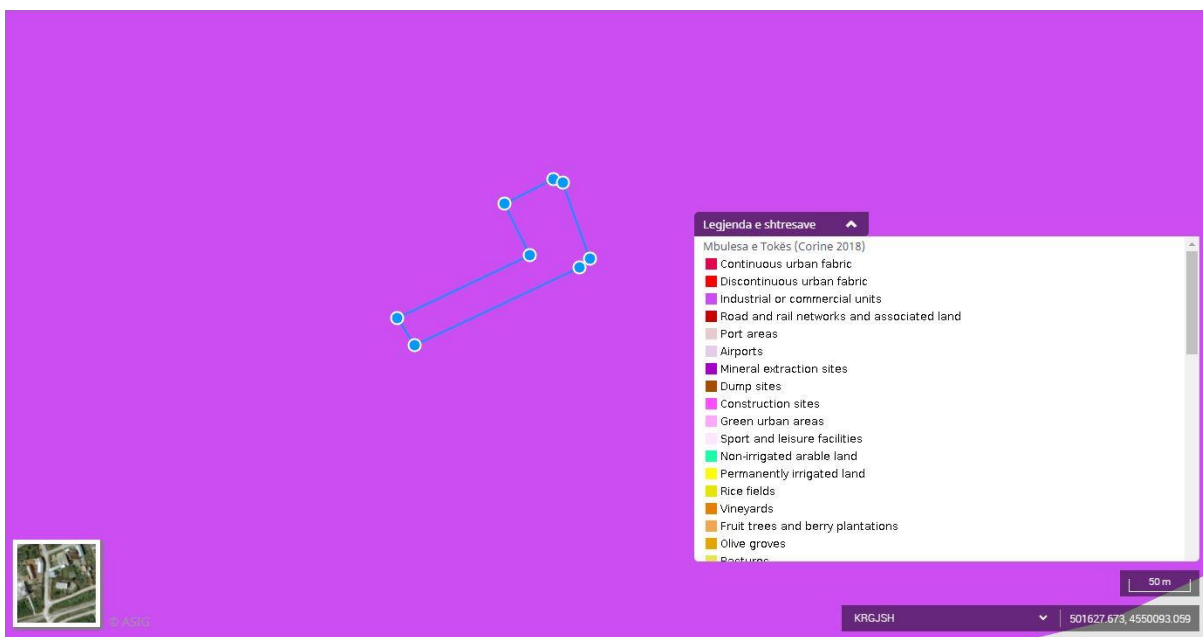 Legjenda e shtresave
Mbulesa e Tokës (Corine 2018)
Continuous urban fabric
Discontinuous urban fabric
Industrial or commercial units
Road and rail networks and associated land
Port areas
Airports
Mineral extraction sites
Dump sites
Construction sites
Green urban areas
Sport and leisure facilities
Non-irrigated arable land
Permanently irrigated land
Rice fields
Vineyards
Fruit trees and berry plantations
Olive groves
Pastures
50 m
© ASIG
KRGJSH
501627.673, 4550093.059